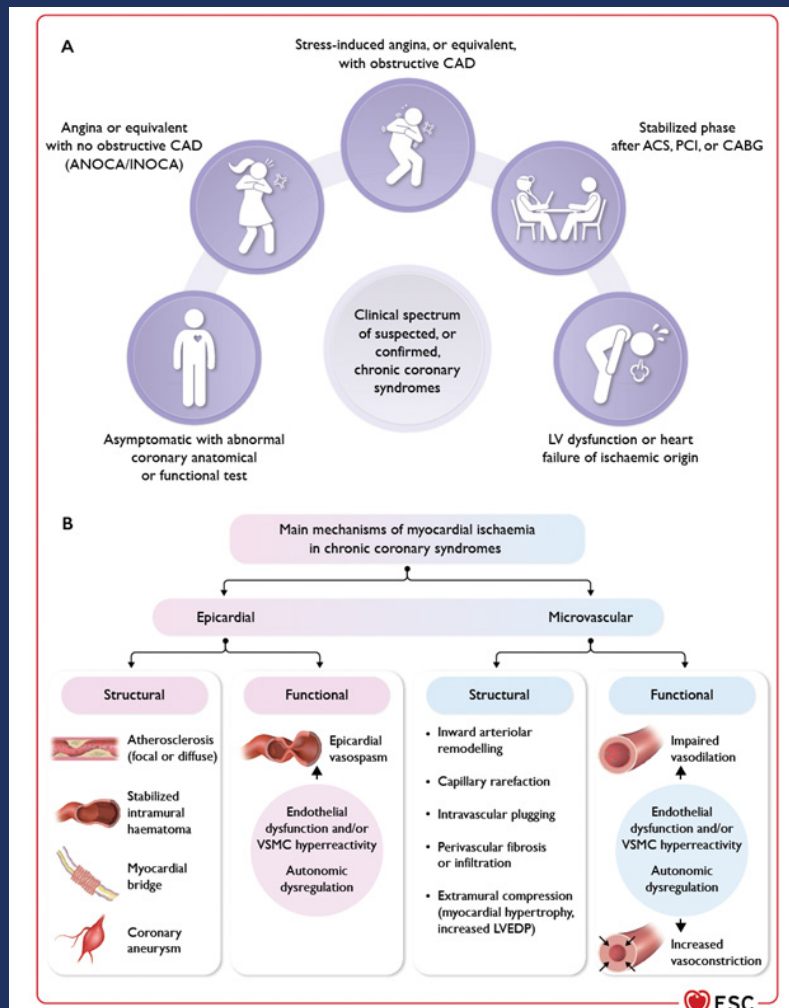 A
Stress-induced angina, or equivalent,
with obstructive CAD
Angina or equivalent
with no obstructive CAD
(ANOCA/INOCA)
Stabilized phase
after ACS, PCI, or CABG
Clinical spectrum
of suspected, or
confirmed,
chronic coronary
syndromes
Asymptomatic with abnormal
coronary anatomical
or functional test
LV dysfunction or heart
failure of ischaemic origin
B
Main mechanisms of myocardial ischaemia
in chronic coronary syndromes
Epicardial
Microvascular
Structural
Atherosclerosis
(focal or diffuse)
Stabilized
intramural
haematoma
Myocardial
bridge
Coronary
aneurysm
Functional
Epicardial
vasospasm
Endothelial
dysfunction and/or
VSMC hyperreactivity
Autonomic
dysregulation
Structural
• Inward arteriolar
remodelling
• Capillary rarefaction
• Intravascular plugging
• Perivascular fibrosis
or infiltration
• Extramural compression
(myocardial hypertrophy,
increased LVEDP)
Functional
Impaired
vasodilation
Endothelial
dysfunction and/or
VSMC hyperreactivity
Autonomic
dysregulation
Increased
vasoconstriction
ESC